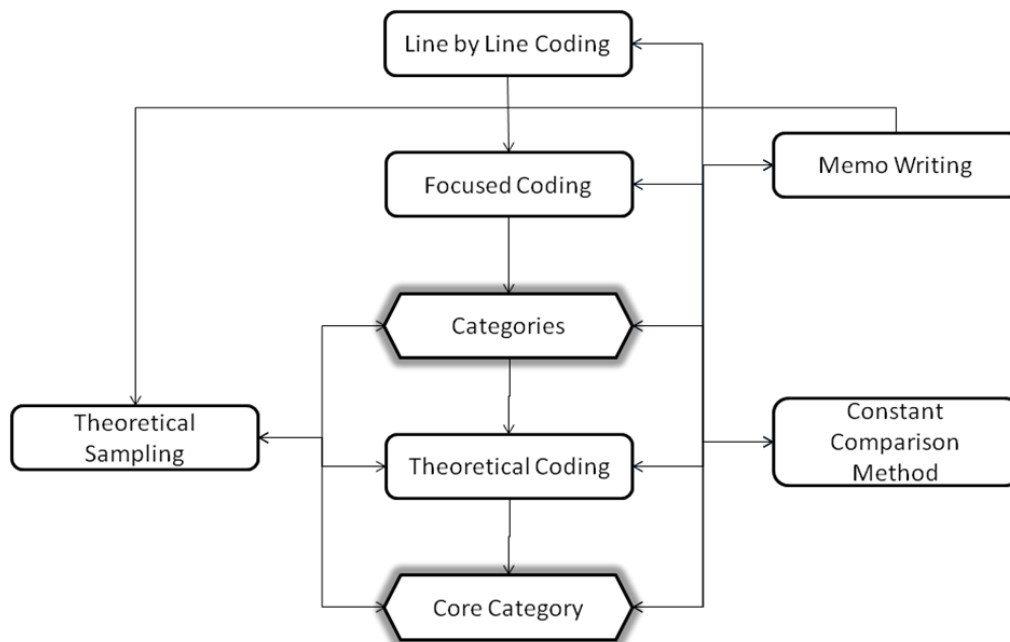 Line by Line Coding
Memo Writing
Focused Coding
Categories
Theoretical
Sampling
Theoretical Coding
Constant
Comparison
Method
Core Category